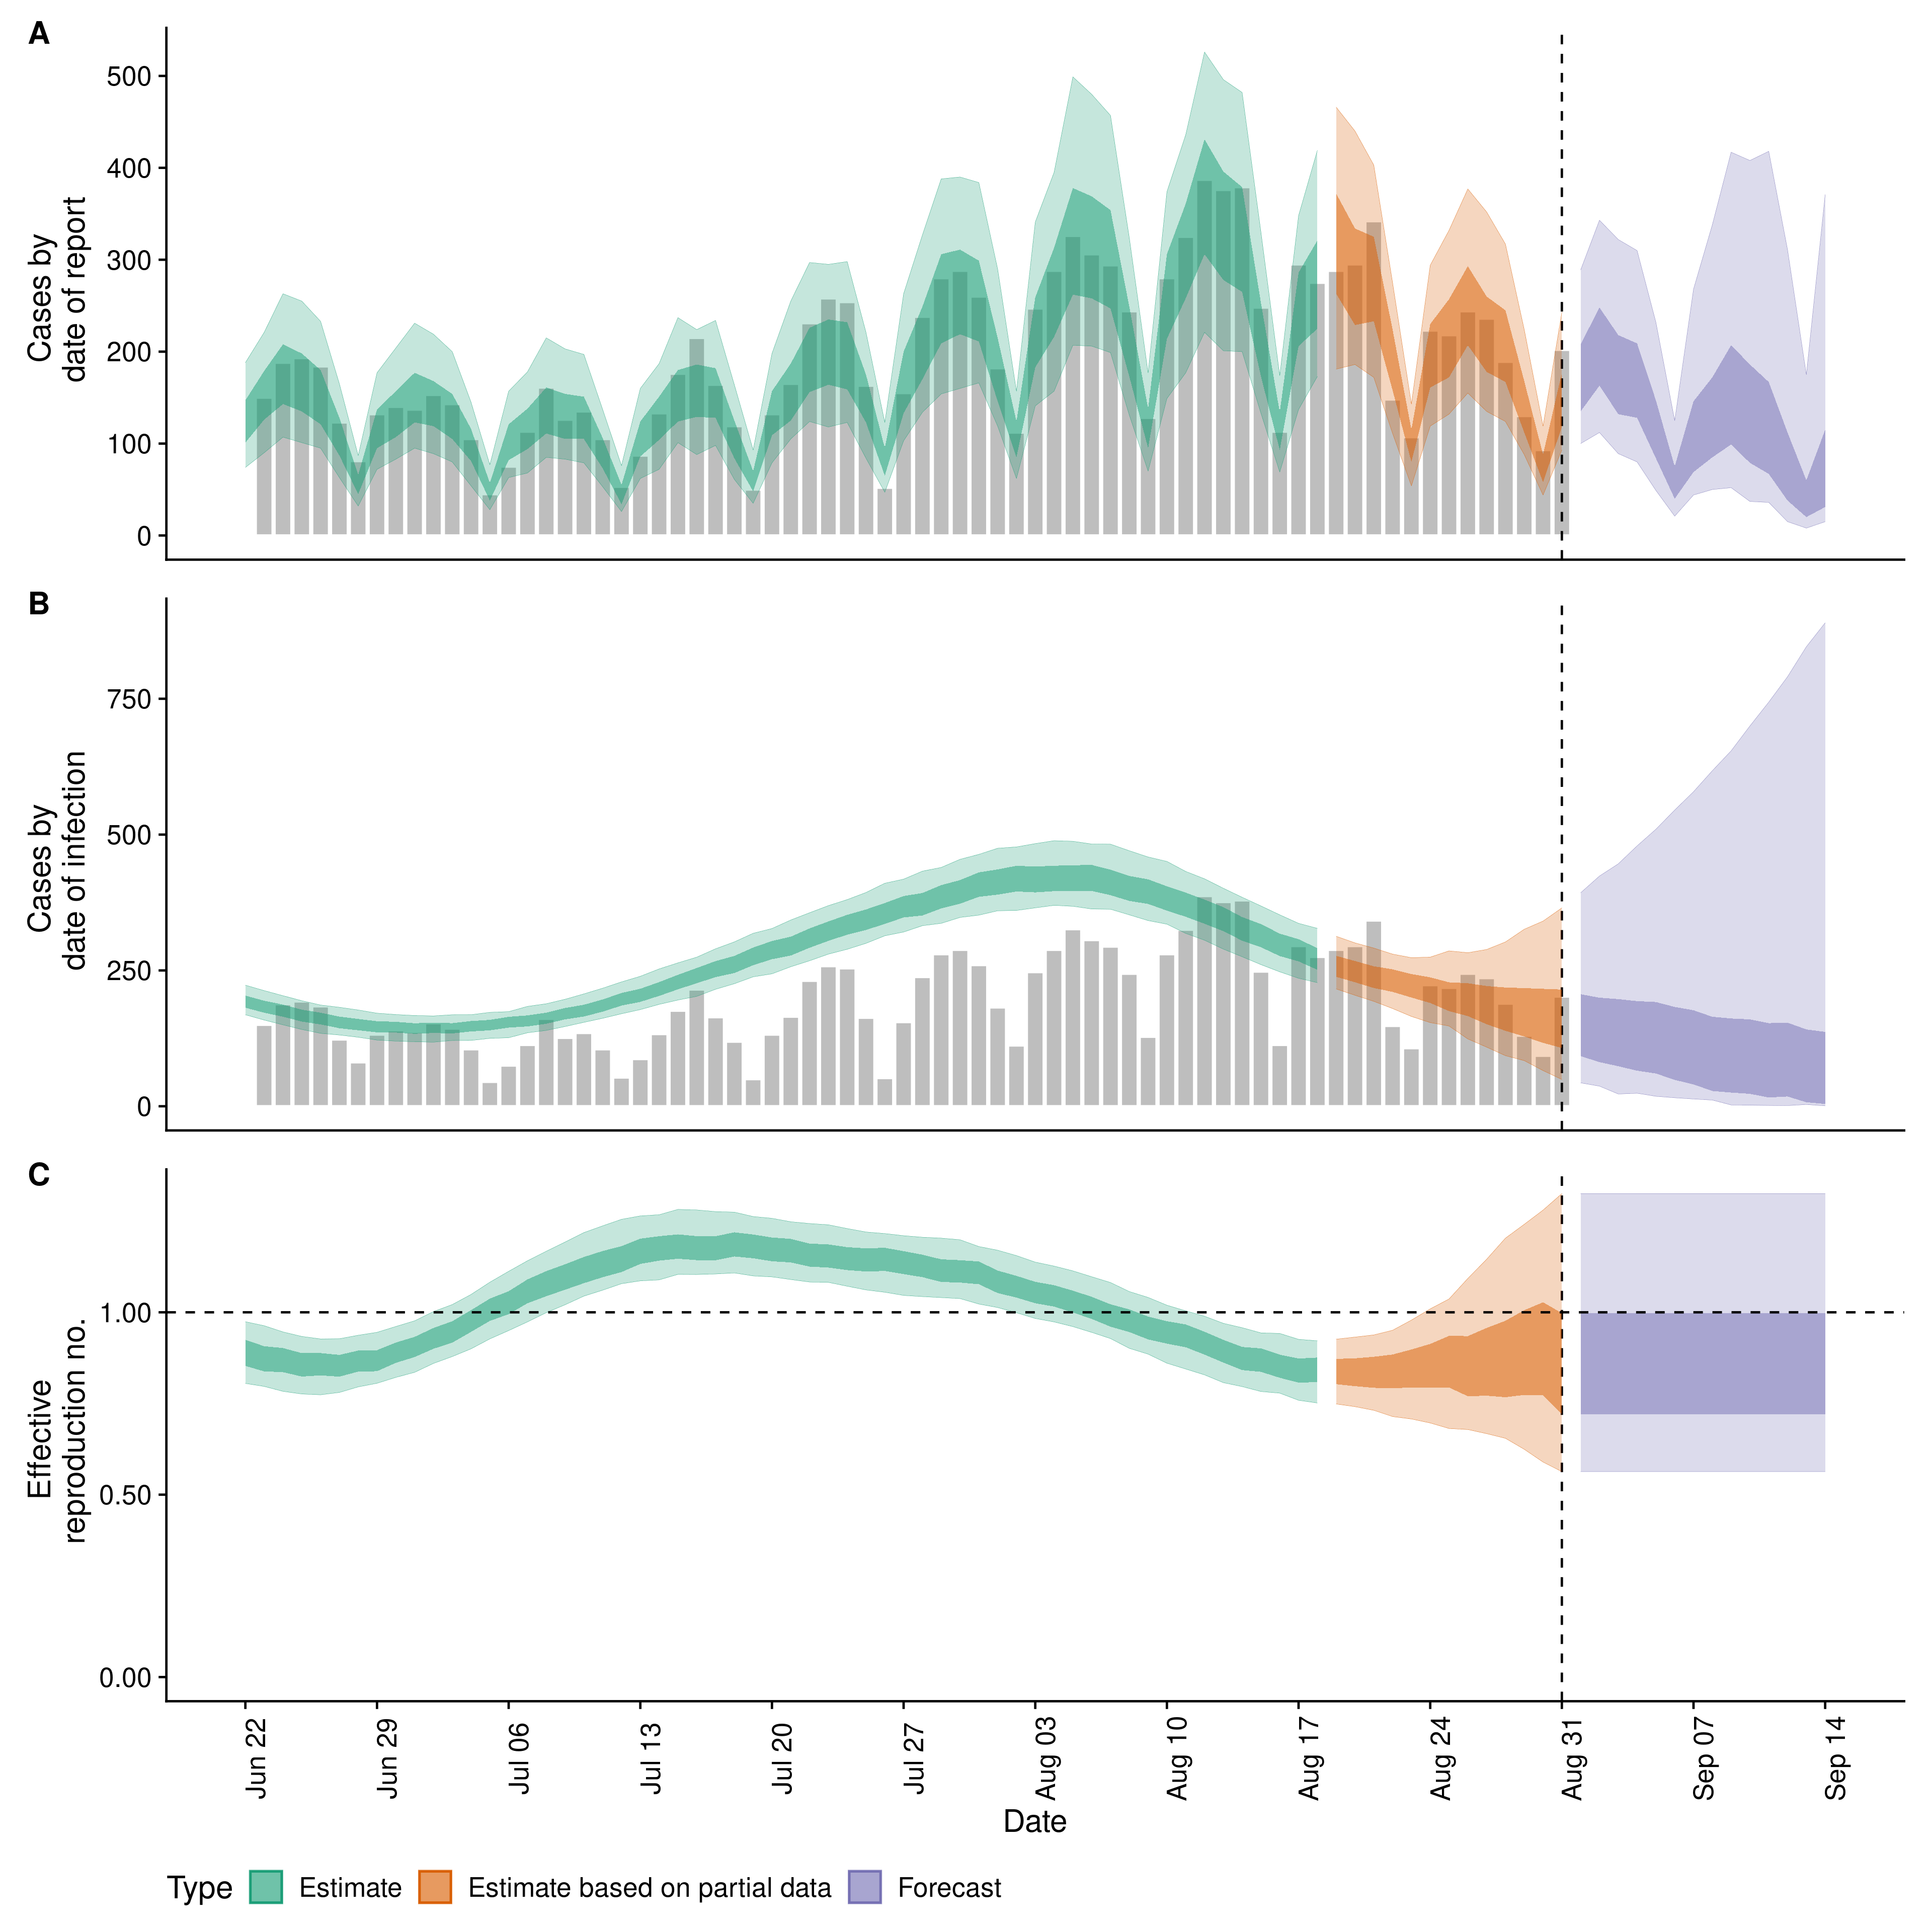 A
Cases by
date of report
500
400
300
200
100
0
B
Cases by
date of infection
750
500
250
0
C
Effective
reproduction no.
1.00
0.50
0.00
Jun 22
Jun 29
Jul 06
Jul 13
Jul 20
Jul 27
Aug 03
Aug 10
Aug 17
Aug 24
Aug 31
Sep 07
Sep 14
Date
Type Estimate Estimate based on partial data Forecast